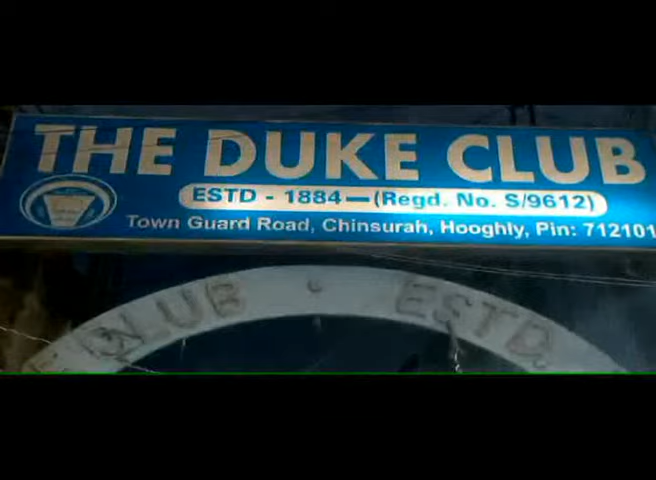 THE DUKE CLUB
ESTD - 1884 — (Regd. No. S/9612)
Town Guard Road, Chinsurah, Hooghly, Pin: 712101
CLUB • ESTD.